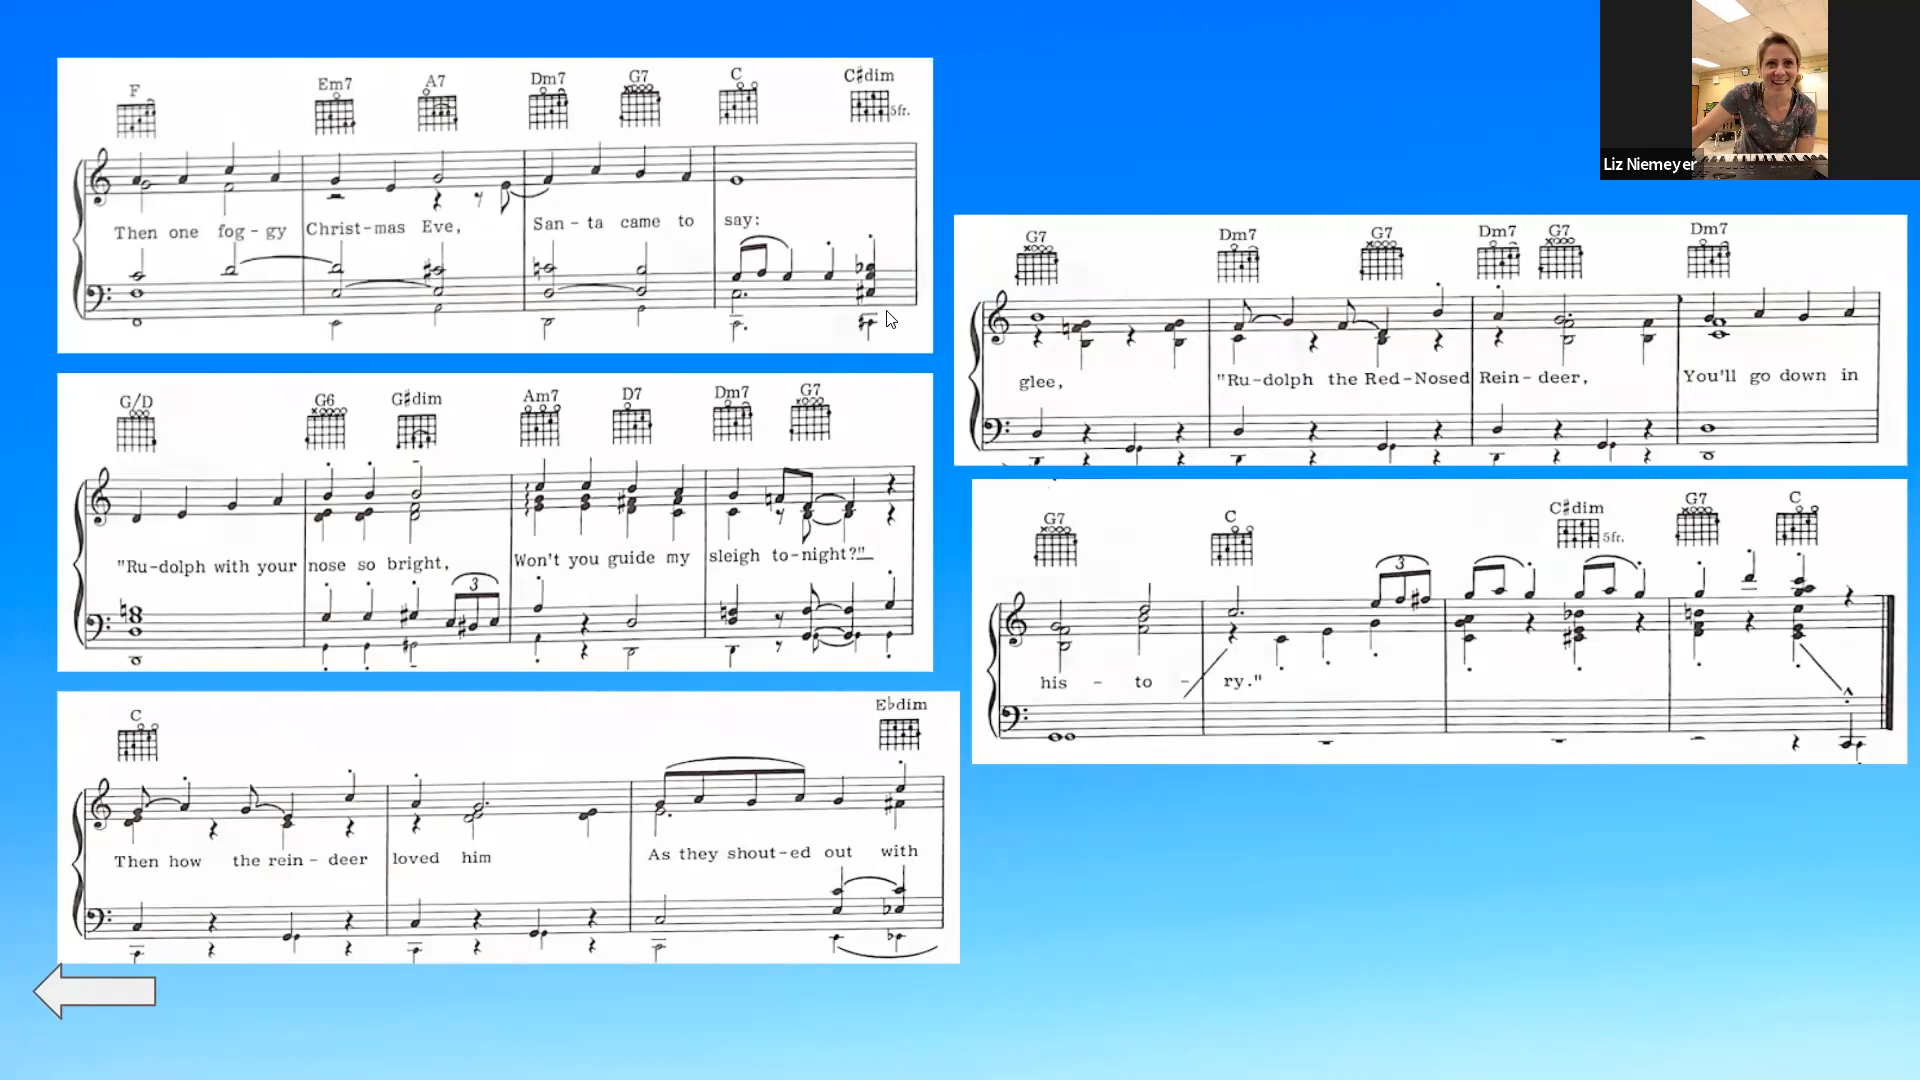 F Em7 A7 Dm7 G7 C C♯dim
5fr.
Then one fog-gy Christ-mas Eve, San-ta came to say:
G/D G6 G♯dim Am7 D7 Dm7 G7
"Ru-dolph with your nose so bright, Won't you guide my sleigh to-night?"
3
C E♭dim
Then how the rein-deer loved him As they shout-ed out with
Liz Niemeyer
G7 Dm7 G7 Dm7 G7 Dm7
glee, "Ru-dolph the Red-Nosed Rein-deer, You'll go down in
G7 C C♯dim G7 C
5fr.
3
his - to - ry."